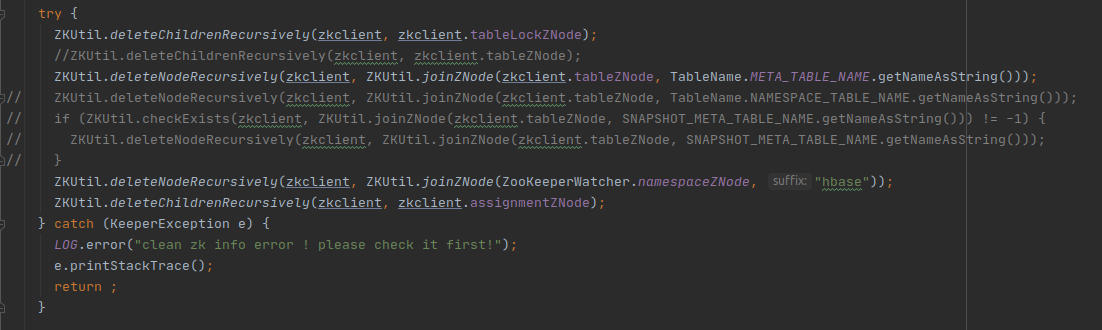 try {
ZKUtil.deleteChildrenRecursively(zkclient, zkclient.tableLockZNode);
//ZKUtil.deleteChildrenRecursively(zkclient, zkclient.tableZNode);
ZKUtil.deleteNodeRecursively(zkclient, ZKUtil.joinZNode(zkclient.tableZNode, TableName.META_TABLE_NAME.getNameAsString()));
// ZKUtil.deleteNodeRecursively(zkclient, ZKUtil.joinZNode(zkclient.tableZNode, TableName.NAMESPACE_TABLE_NAME.getNameAsString()));
// if (ZKUtil.checkExists(zkclient, ZKUtil.joinZNode(zkclient.tableZNode, SNAPSHOT_META_TABLE_NAME.getNameAsString())) != -1) {
// ZKUtil.deleteNodeRecursively(zkclient, ZKUtil.joinZNode(zkclient.tableZNode, SNAPSHOT_META_TABLE_NAME.getNameAsString()));
// }
ZKUtil.deleteNodeRecursively(zkclient, ZKUtil.joinZNode(ZooKeeperWatcher.namespaceZNode, suffix: "hbase"));
ZKUtil.deleteChildrenRecursively(zkclient, zkclient.assignmentZNode);
} catch (KeeperException e) {
LOG.error("clean zk info error ! please check it first!");
e.printStackTrace();
return ;
}